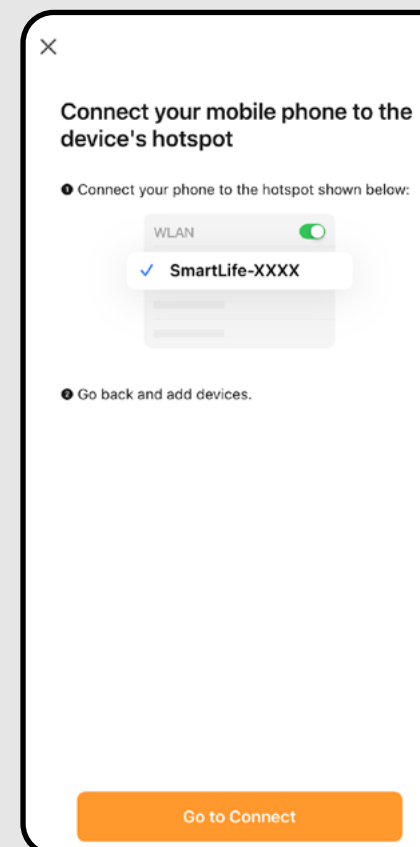 Connect your mobile phone to the
device's hotspot
❶ Connect your phone to the hotspot shown below:
WLAN
✓ SmartLife-XXXX
❷ Go back and add devices.
Go to Connect